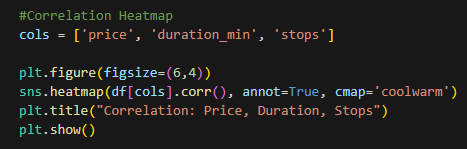 #Correlation Heatmap
cols = ['price', 'duration_min', 'stops']
plt.figure(figsize=(6,4))
sns.heatmap(df[cols].corr(), annot=True, cmap='coolwarm')
plt.title("Correlation: Price, Duration, Stops")
plt.show()